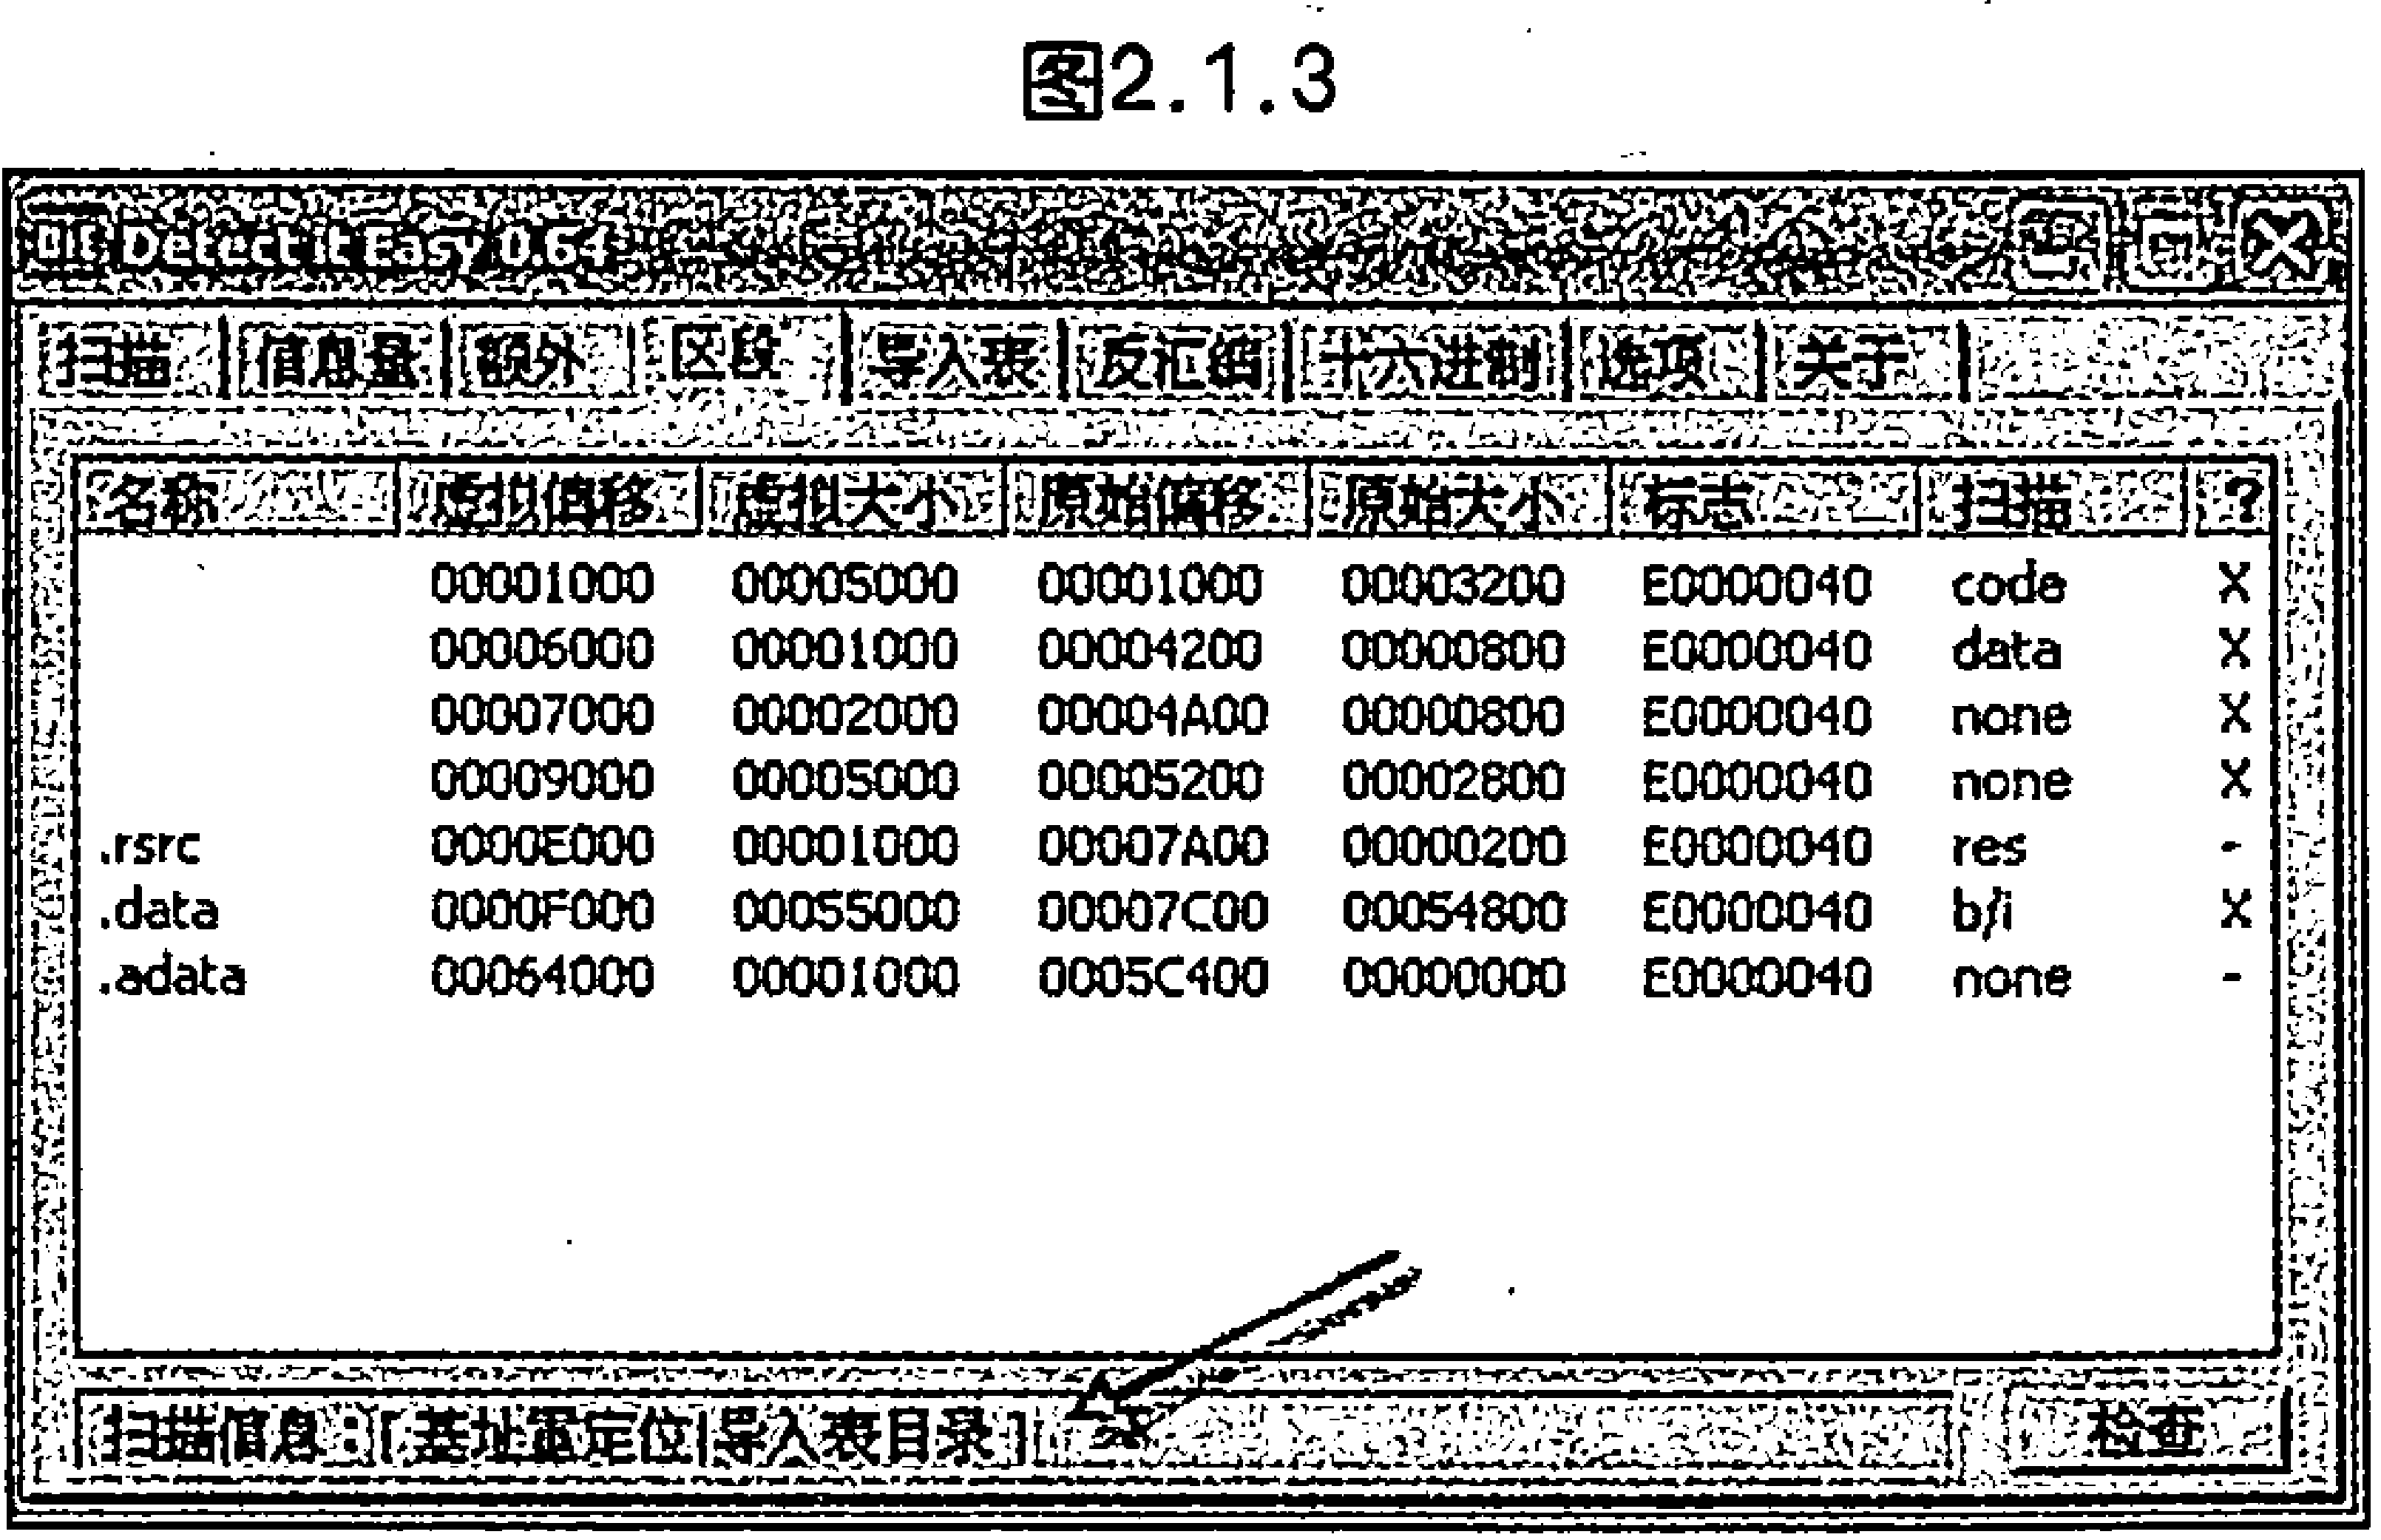 图2.1.3
Detect it Easy 0.64
扫描 信息量 额外 区段 导入表 反汇编 十六进制 选项 关于
名称 虚拟偏移 虚拟大小 原始偏移 原始大小 标志 扫描 ?
00001000 00005000 00001000 00003200 E0000040 code X
00006000 00001000 00004200 00000800 E0000040 data X
00007000 00002000 00004A00 00000800 E0000040 none X
00009000 00005000 00005200 00002800 E0000040 none X
.rsrc 0000E000 00001000 00007A00 00000200 E0000040 res -
.data 0000F000 00055000 00007C00 00054800 E0000040 b/i X
.adata 00064000 00001000 0005C400 00000000 E0000040 none -
扫描信息:[ 基址重定位|导入表目录 ] 检查